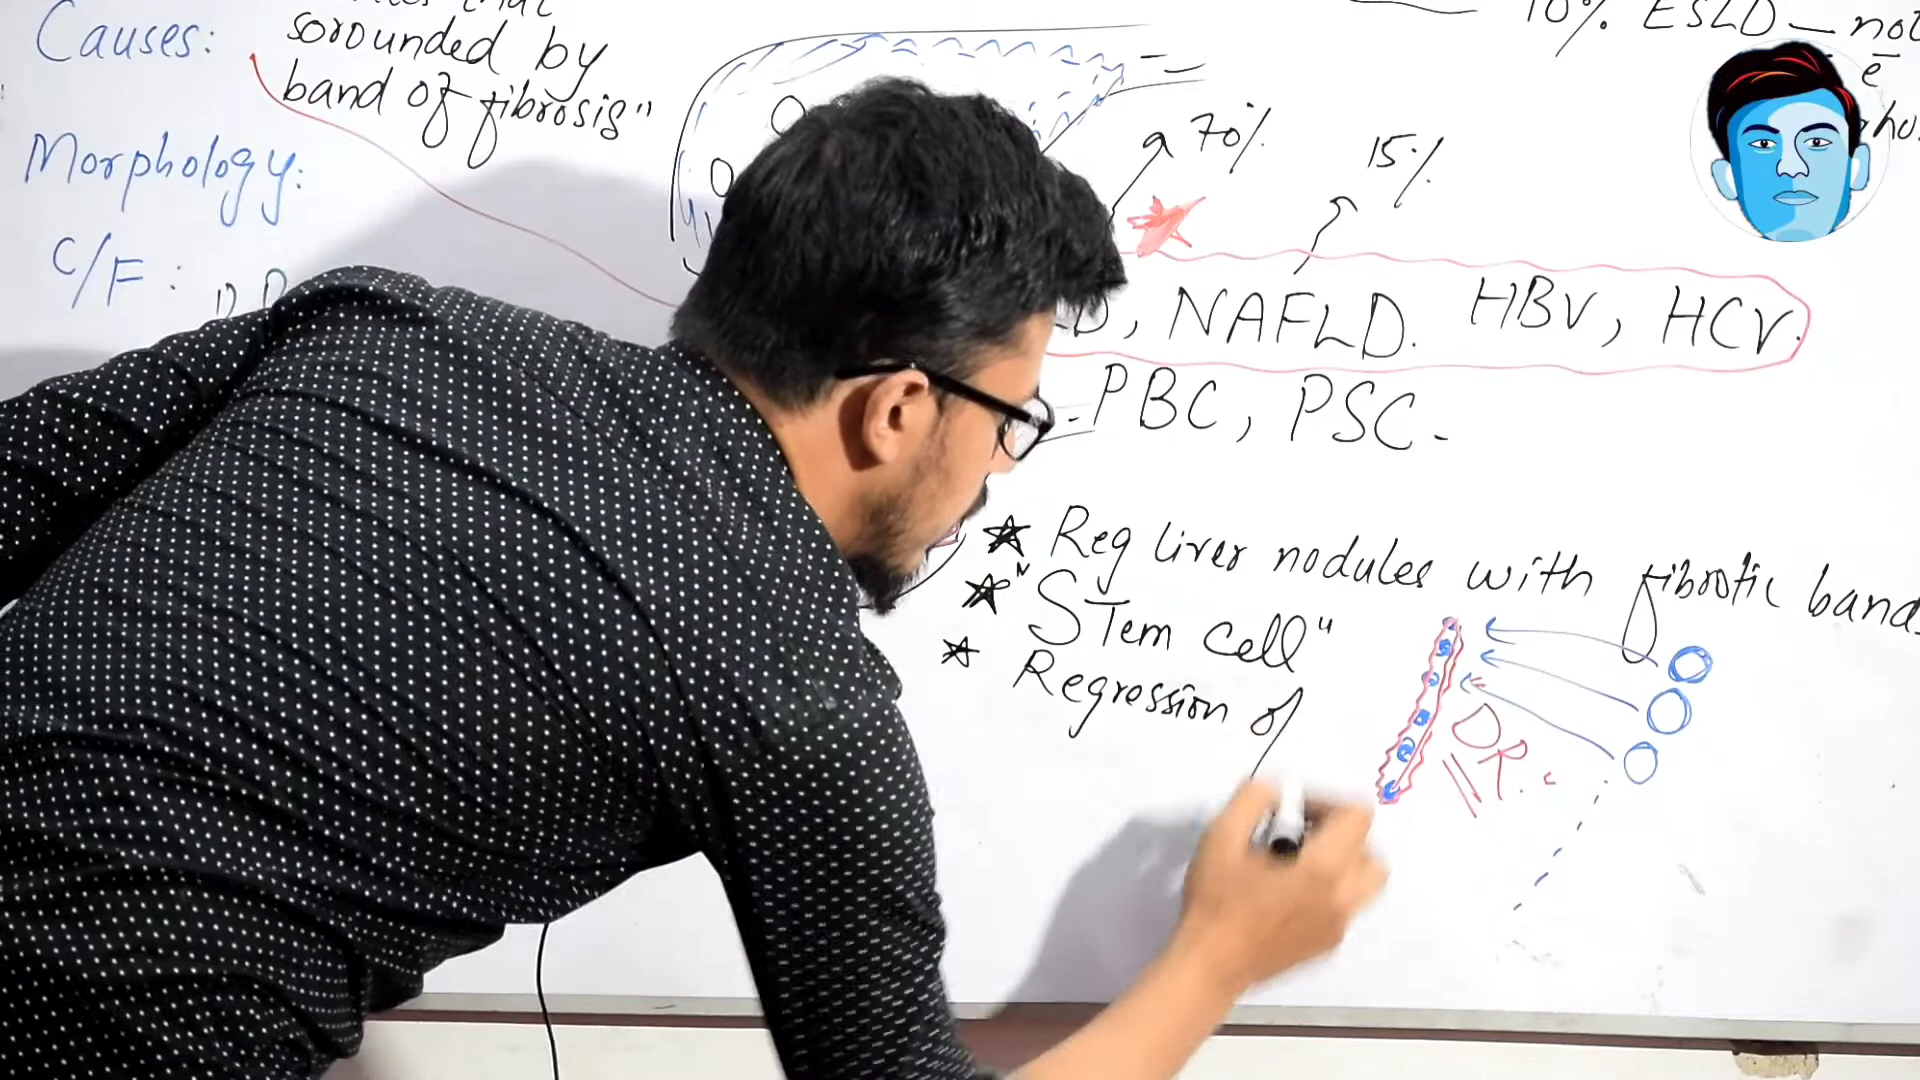 Causes:
sorounded by
band of fibrosis"
Morphology:
C/F :
10% ESLD — not
70%
15%
NAFLD. HBV, HCV.
PBC, PSC-
Reg liver nodules with fibrotic band
"STem cell"
Regression of
DR.